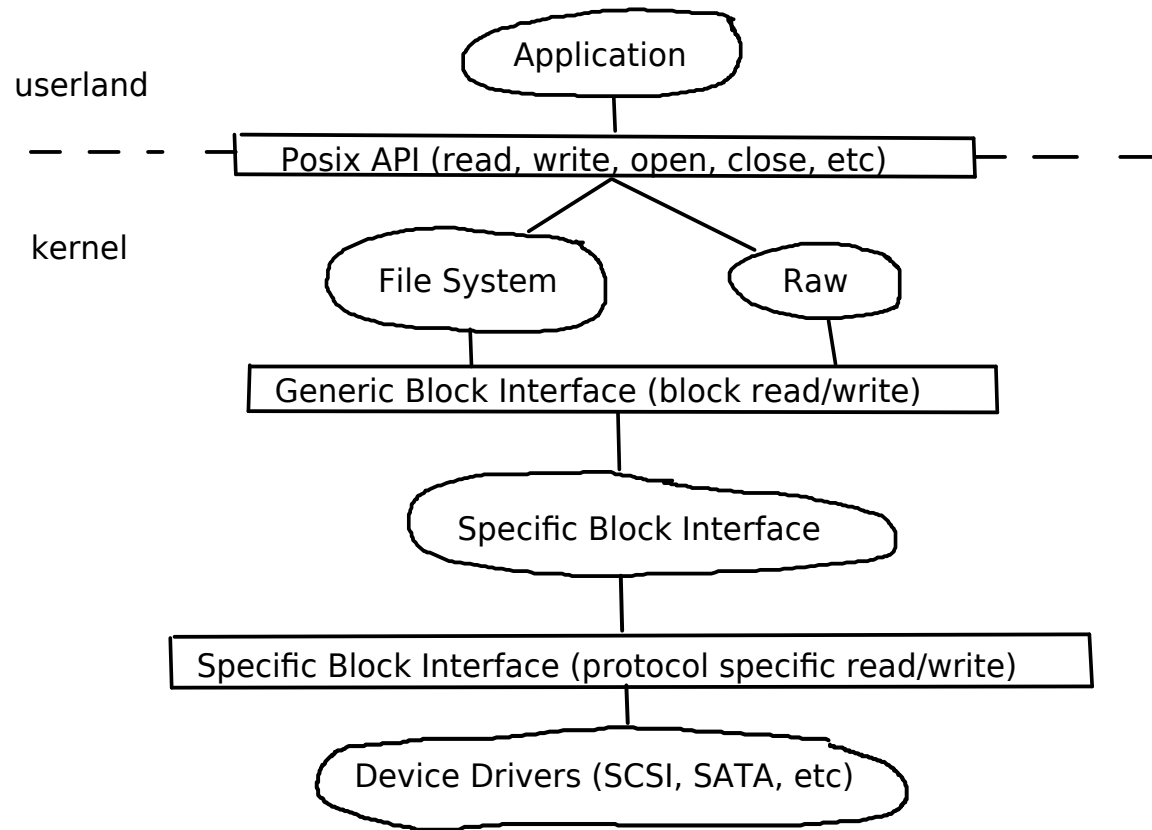 Application
userland
Posix API (read, write, open, close, etc)
kernel
File System
Raw
Generic Block Interface (block read/write)
Specific Block Interface
Specific Block Interface (protocol specific read/write)
Device Drivers (SCSI, SATA, etc)